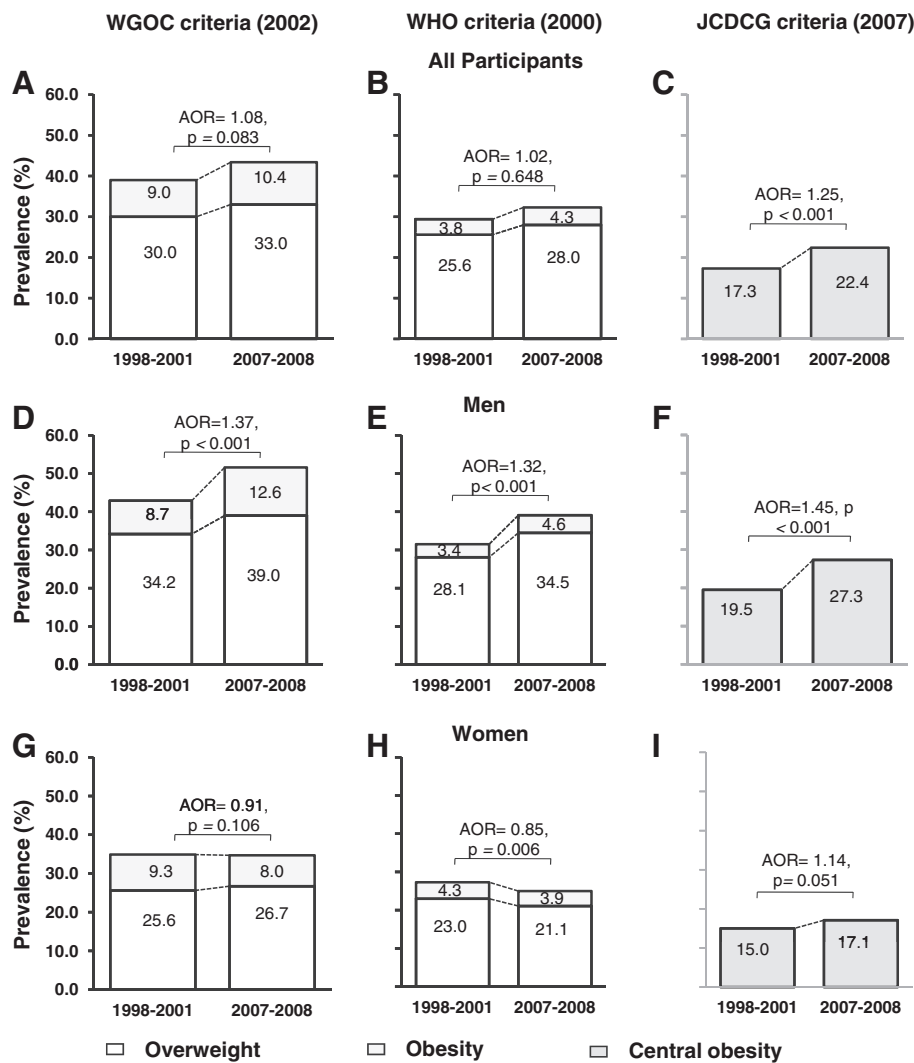 WGOC criteria (2002) WHO criteria (2000) JCDCG criteria (2007)
All Participants
A
Prevalence (%)
60.0
50.0
40.0
30.0
20.0
10.0
0.0
AOR= 1.08,
p = 0.083
9.0 10.4
30.0 33.0
1998-2001 2007-2008
B
AOR= 1.02,
p = 0.648
3.8 4.3
25.6 28.0
1998-2001 2007-2008
C
AOR= 1.25,
p < 0.001
17.3 22.4
1998-2001 2007-2008
Men
D
Prevalence (%)
60.0
50.0
40.0
30.0
20.0
10.0
0.0
AOR=1.37,
p < 0.001
8.7 12.6
34.2 39.0
1998-2001 2007-2008
E
AOR=1.32,
p< 0.001
3.4 4.6
28.1 34.5
1998-2001 2007-2008
F
AOR=1.45, p
< 0.001
19.5 27.3
1998-2001 2007-2008
Women
G
Prevalence (%)
60.0
50.0
40.0
30.0
20.0
10.0
0.0
AOR= 0.91,
p = 0.106
9.3 8.0
25.6 26.7
1998-2001 2007-2008
H
AOR= 0.85,
p = 0.006
4.3 3.9
23.0 21.1
1998-2001 2007-2008
I
AOR= 1.14,
p= 0.051
15.0 17.1
1998-2001 2007-2008
Overweight Obesity Central obesity